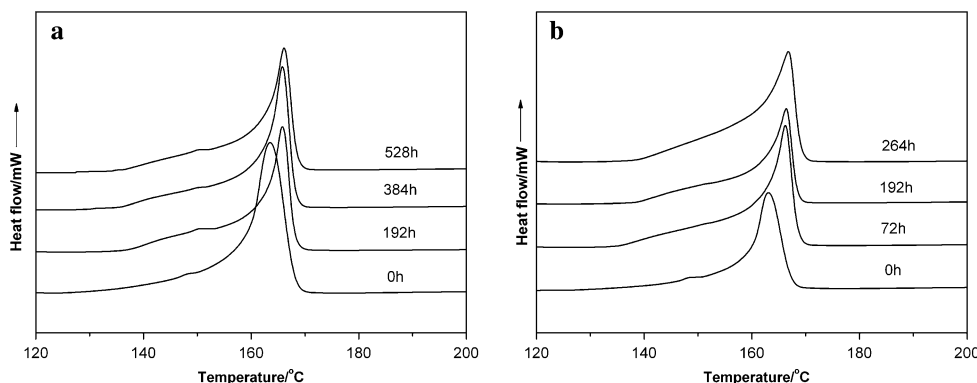 a
Heat flow/mW
528h
384h
192h
0h
120 140 160 180 200
Temperature/°C
b
Heat flow/mW
264h
192h
72h
0h
120 140 160 180 200
Temperature/°C